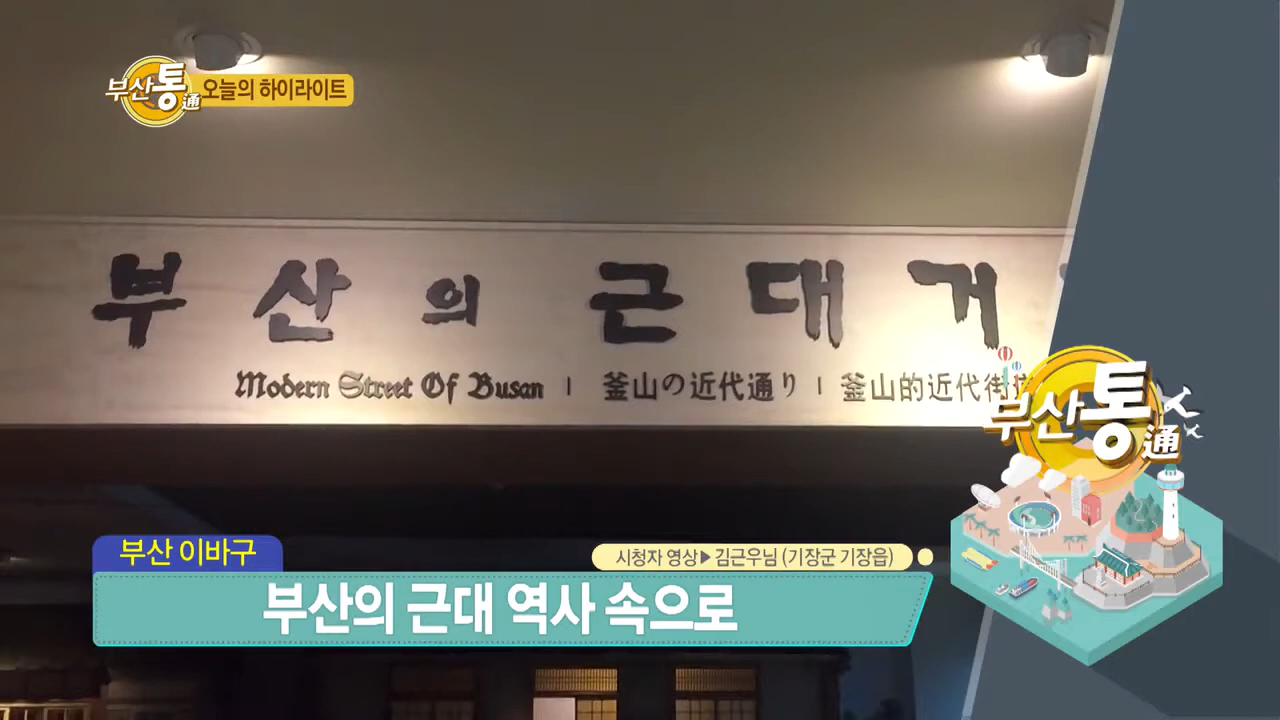 부산통通 오늘의 하이라이트
부산의 근대거
Modern Street Of Busan | 釜山の近代通り | 釜山的近代街
부산통通
부산 이바구
시청자 영상▶김근우님 (기장군 기장읍)
부산의 근대 역사 속으로